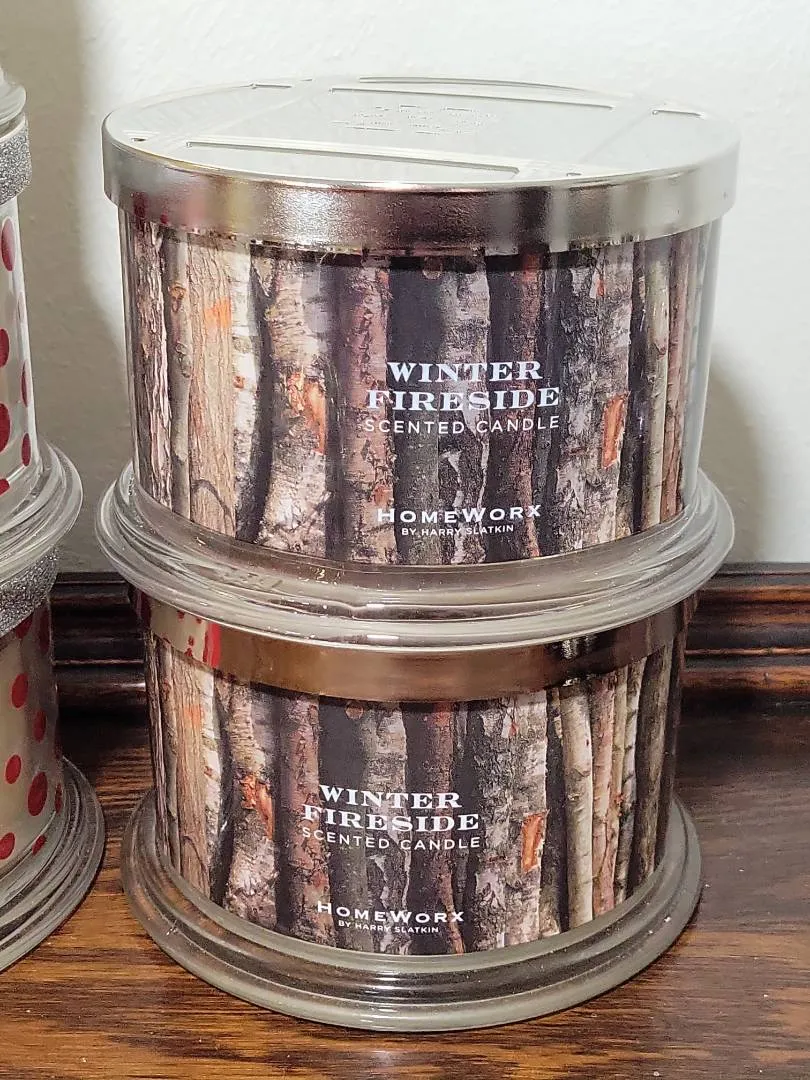 WINTER
FIRESIDE
SCENTED CANDLE
HOMEWORX
BY HARRY SLATKIN
WINTER
FIRESIDE
SCENTED CANDLE
HOMEWORX
BY HARRY SLATKIN